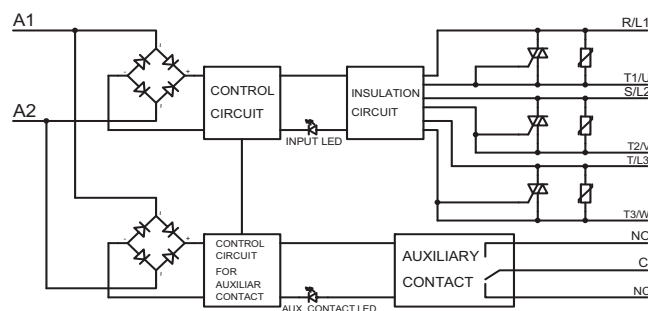 A1
R/L1
CONTROL
CIRCUIT
INSULATION
CIRCUIT
T1/U
S/L2
A2
INPUT LED
T2/V
T/L3
T3/W
CONTROL
CIRCUIT
FOR
AUXILIAR
CONTACT
AUXILIARY
CONTACT
NC
C
NO
AUX. CONTACT LED